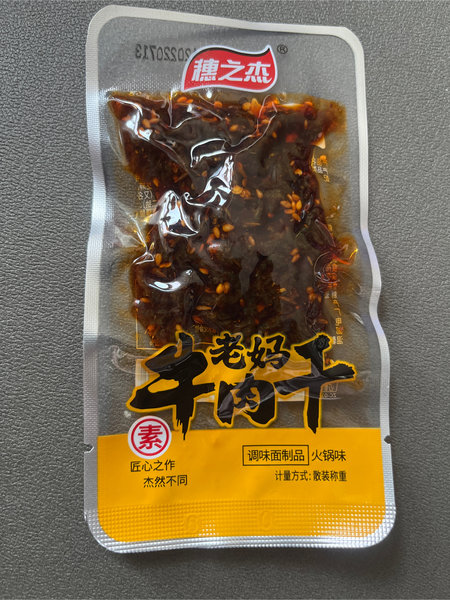 20220713
穗之杰®
老妈
牛肉干
素
调味面制品 火锅味
匠心之作
杰然不同
计量方式:散装称重